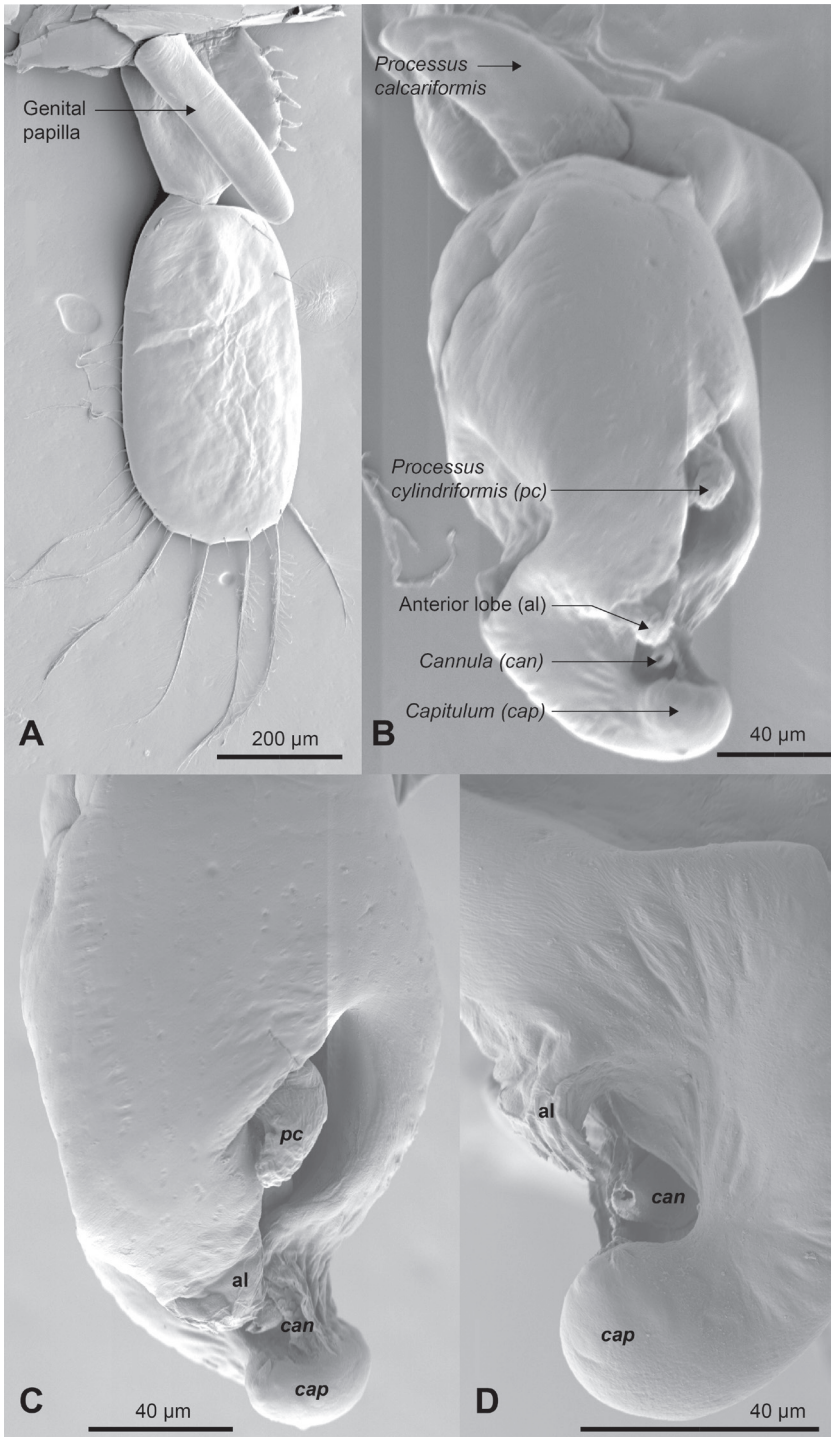 Genital
papilla
A
200 µm
Processus
calcariformis
Processus
cylindriformis (pc)
Anterior lobe (al)
Cannula (can)
Capitulum (cap)
B
40 µm
pc
al
can
cap
C
40 µm
al
can
cap
D
40 µm